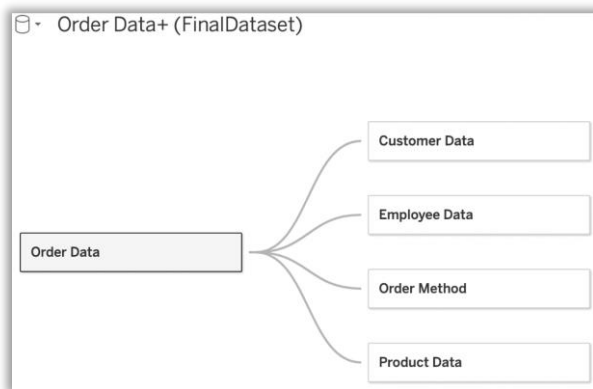 Order Data+ (FinalDataset)
Customer Data
Employee Data
Order Data
Order Method
Product Data